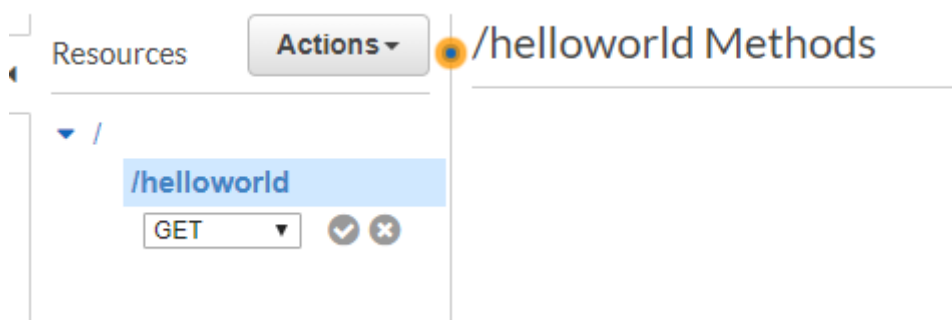 Resources
Actions
/helloworld Methods
/
/helloworld
GET